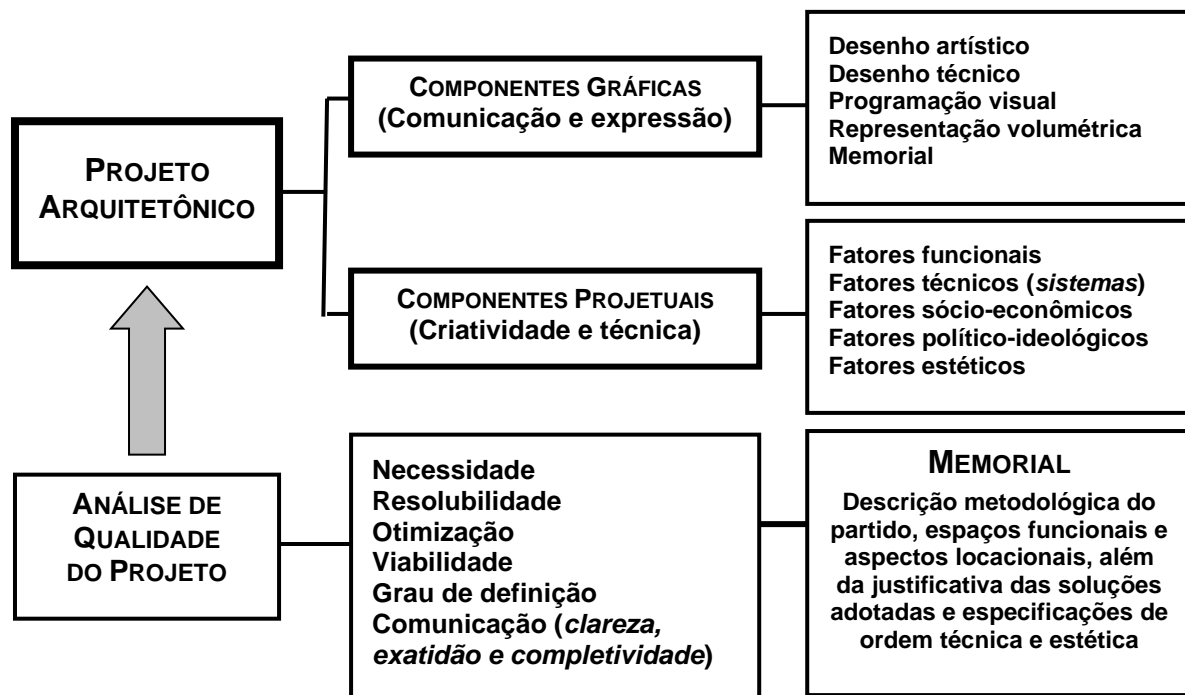 PROJETO
ARQUITETÔNICO
COMPONENTES GRÁFICAS
(Comunicação e expressão)
Desenho artístico
Desenho técnico
Programação visual
Representação volumétrica
Memorial
COMPONENTES PROJETUAIS
(Criatividade e técnica)
Fatores funcionais
Fatores técnicos (sistemas)
Fatores sócio-econômicos
Fatores político-ideológicos
Fatores estéticos
ANÁLISE DE
QUALIDADE
DO PROJETO
Necessidade
Resolubilidade
Otimização
Viabilidade
Grau de definição
Comunicação (clareza,
exatidão e completividade)
MEMORIAL
Descrição metodológica do
partido, espaços funcionais e
aspectos locacionais, além
da justificativa das soluções
adotadas e especificações de
ordem técnica e estética